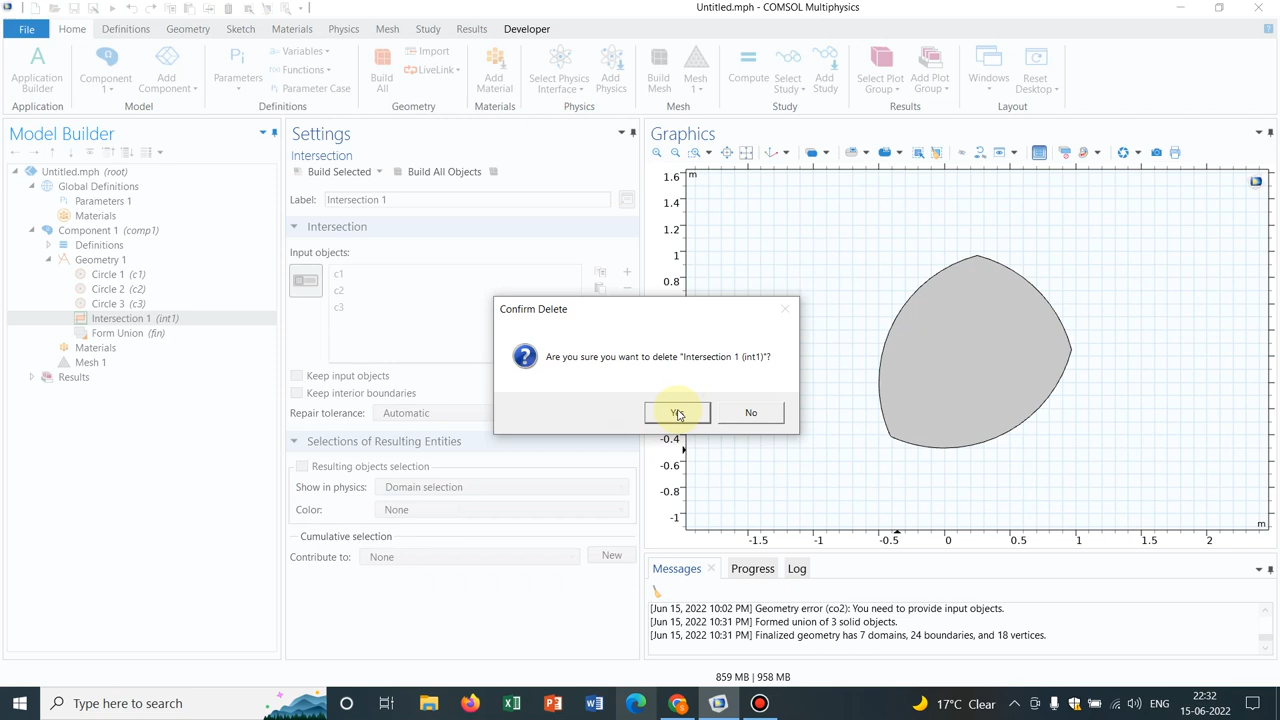 Untitled.mph - COMSOL Multiphysics
File Home Definitions Geometry Sketch Materials Physics Mesh Study Results Developer
Application Builder
Component 1
Add Component
Parameters
Variables
Functions
Parameter Case
Build All
Import
LiveLink
Add Material
Select Physics Interface
Add Physics
Build Mesh
Mesh 1
Compute
Select Study
Add Study
Select Plot Group
Add Plot Group
Windows
Reset Desktop
Application Model Definitions Geometry Materials Physics Mesh Study Results Layout
Model Builder
Untitled.mph (root)
Global Definitions
Pi Parameters 1
Materials
Component 1 (comp1)
Definitions
Geometry 1
Circle 1 (c1)
Circle 2 (c2)
Circle 3 (c3)
Intersection 1 (int1)
Form Union (fin)
Materials
Mesh 1
Results
Settings
Intersection
Build Selected Build All Objects
Label: Intersection 1
Intersection
Input objects:
c1
c2
c3
Keep input objects
Keep interior boundaries
Repair tolerance: Automatic
Selections of Resulting Entities
Resulting objects selection
Show in physics: Domain selection
Color: None
Cumulative selection
Contribute to: None New
Confirm Delete
Are you sure you want to delete "Intersection 1 (int1)"?
No
Graphics
m
1.6
1.4
1.2
1
0.8
-0.4
-0.6
-0.8
-1
-1.5 -1 -0.5 0 0.5 1 1.5 2
m
Messages Progress Log
[Jun 15, 2022 10:02 PM] Geometry error (co2): You need to provide input objects.
[Jun 15, 2022 10:31 PM] Formed union of 3 solid objects.
[Jun 15, 2022 10:31 PM] Finalized geometry has 7 domains, 24 boundaries, and 18 vertices.
859 MB | 958 MB
Type here to search
17°C Clear
ENG
22:32
15-06-2022